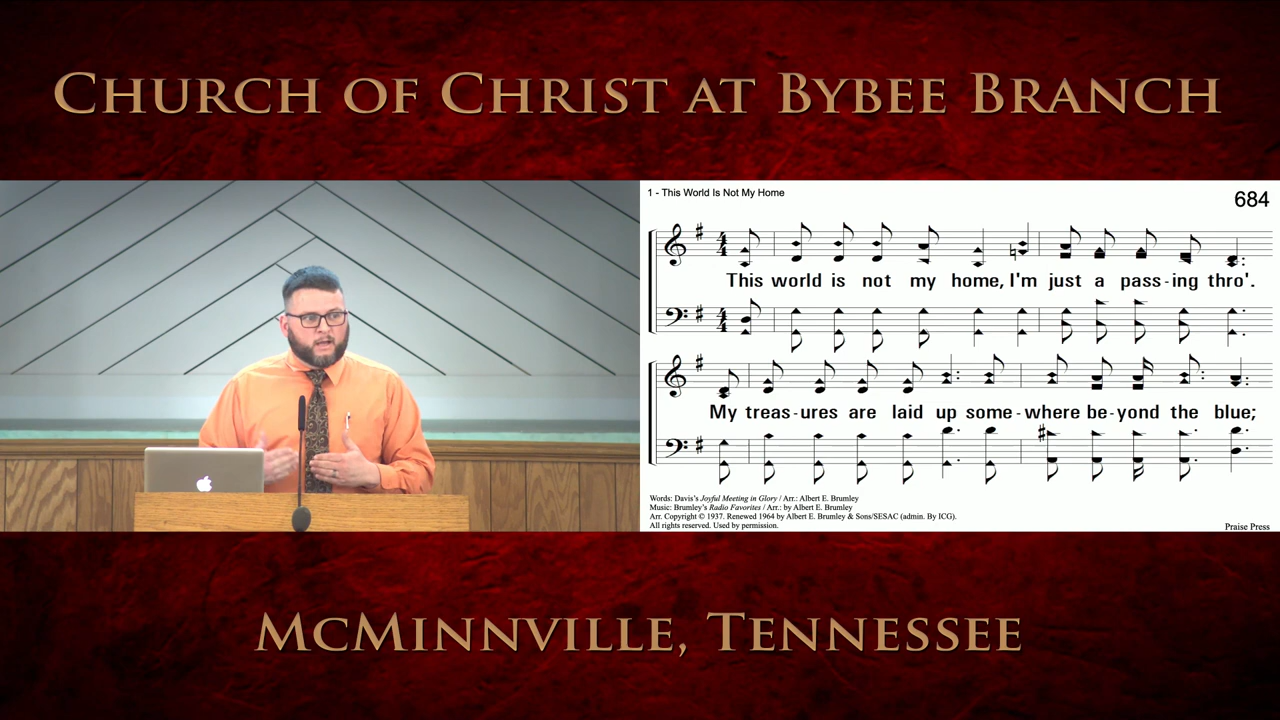 Church of Christ at Bybee Branch
1 - This World Is Not My Home
684
This world is not my home, I'm just a pass-ing thro'.
My treas-ures are laid up some-where be-yond the blue;
Words: Davis's Joyful Meeting in Glory / Arr.: Albert E. Brumley
Music: Brumley's Radio Favorites / Arr.: by Albert E. Brumley
Arr. Copyright © 1937. Renewed 1964 by Albert E. Brumley & Sons/SESAC (admin. By ICG).
All rights reserved. Used by permission.
Praise Press
McMinnville, Tennessee